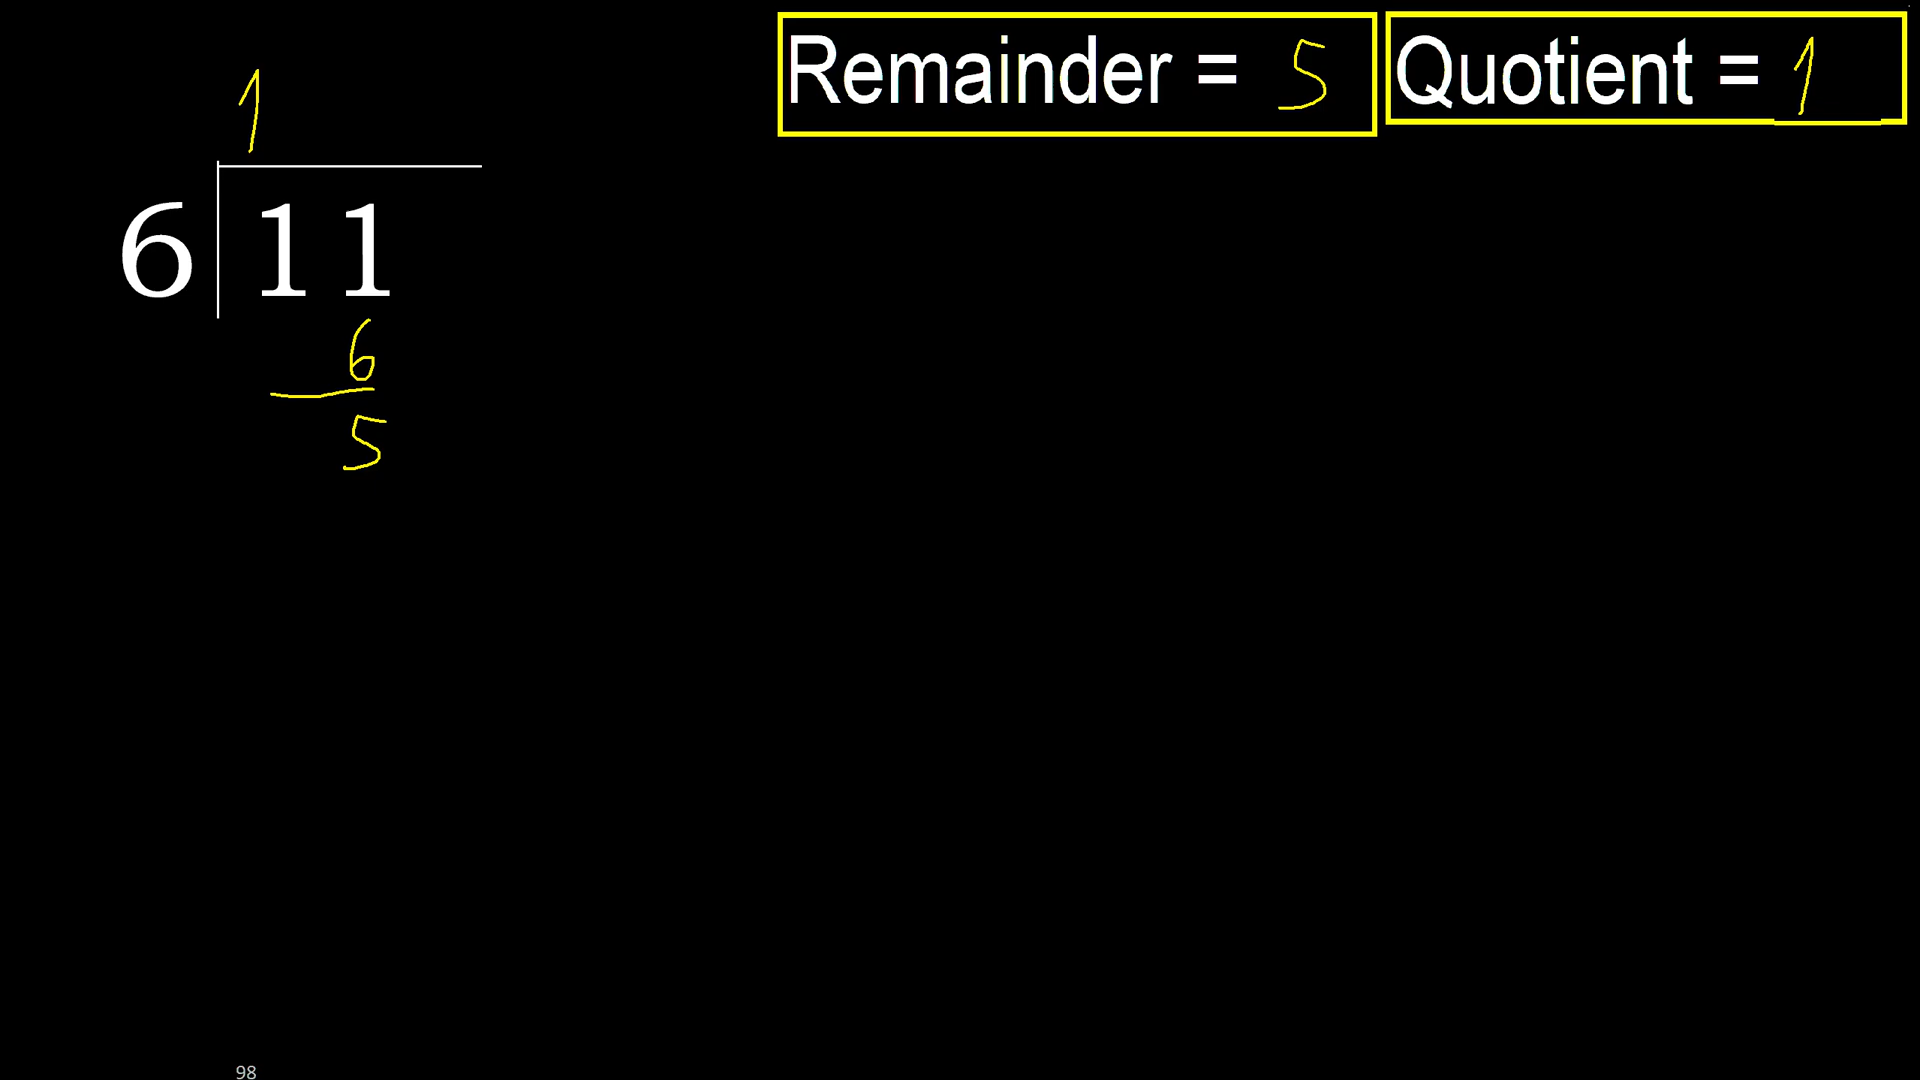 Remainder = 5
Quotient = 1
1
6 11
6
5
98